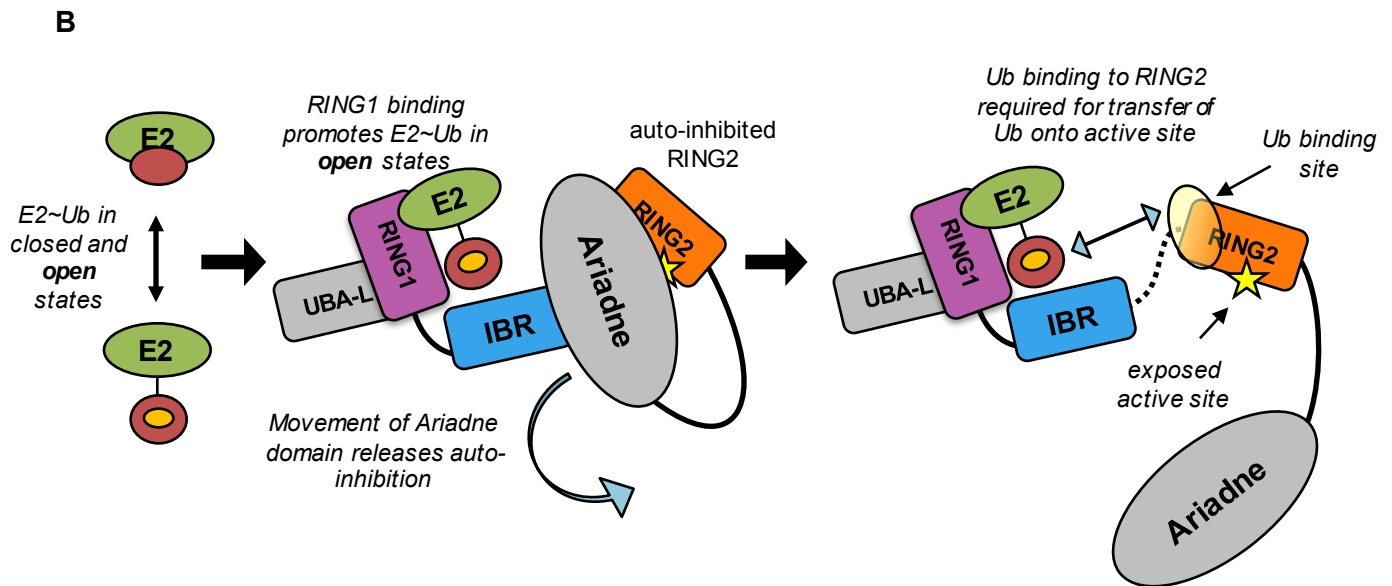 B
E2
E2~Ub in
closed and
open
states
E2
RING1 binding
promotes E2~Ub in
open states
auto-inhibited
RING2
UBA-L
RING1
E2
IBR
Ariadne
RING2
Movement of Ariadne
domain releases auto-
inhibition
Ub binding to RING2
required for transfer of
Ub onto active site
Ub binding
site
UBA-L
RING1
E2
IBR
RING2
exposed
active site
Ariadne